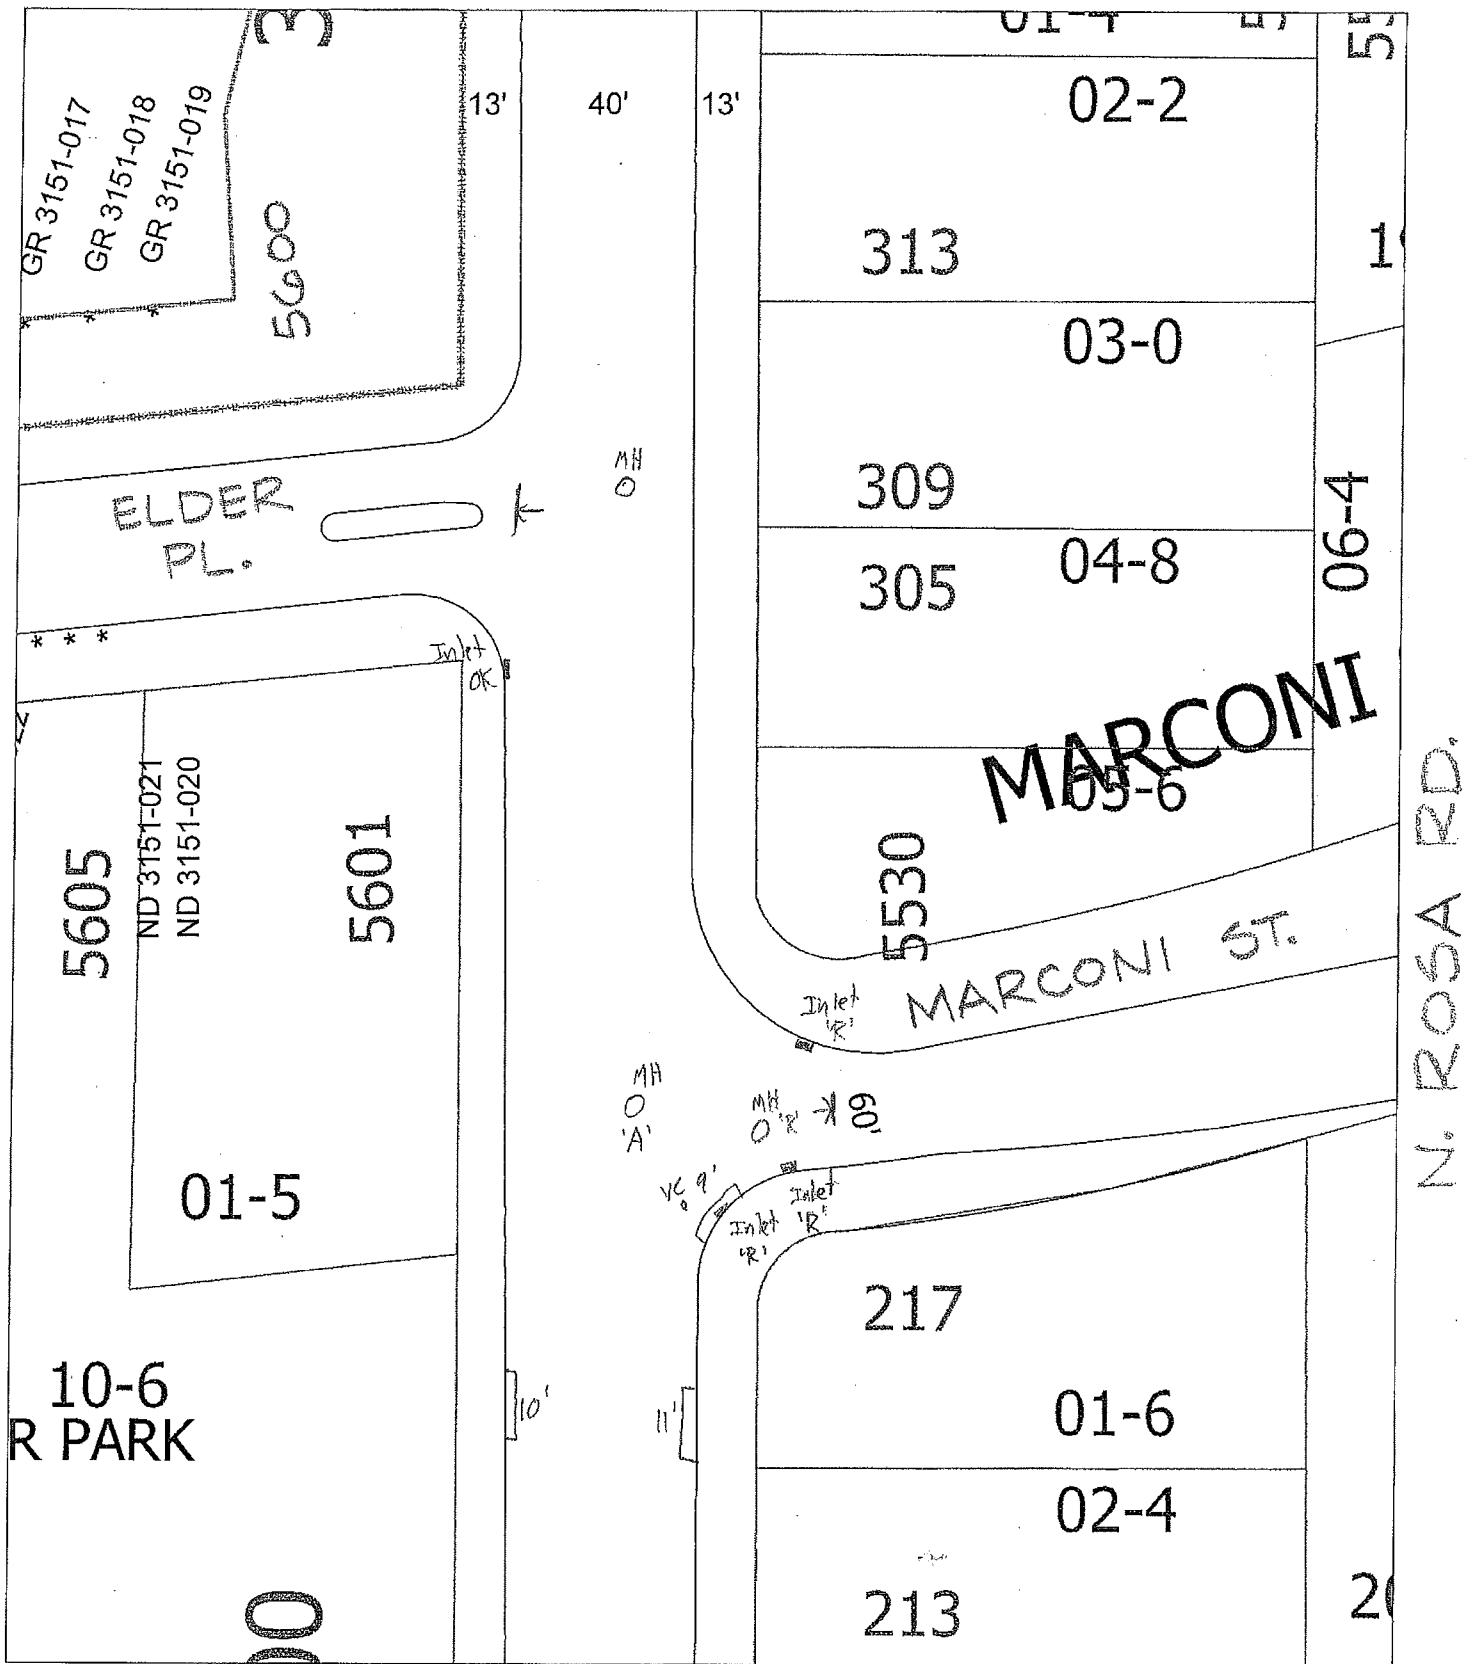 13'
40'
13'
02-2
GR 3151-017
GR 3151-018
GR 3151-019
5600
313
03-0
309
MH
ELDER
PL.
04-8
305
06-4
* * *
Inlet
OK
MARCONI
05-6
ND 3151-021
ND 3151-020
5605
5601
5530
N. ROSA RD.
MARCONI ST.
Inlet
'R'
MH
'A'
MH
'R'
60'
VC 9'
Inlet
'R'
Inlet
'R'
01-5
217
10-6
R PARK
10'
11'
01-6
02-4
213